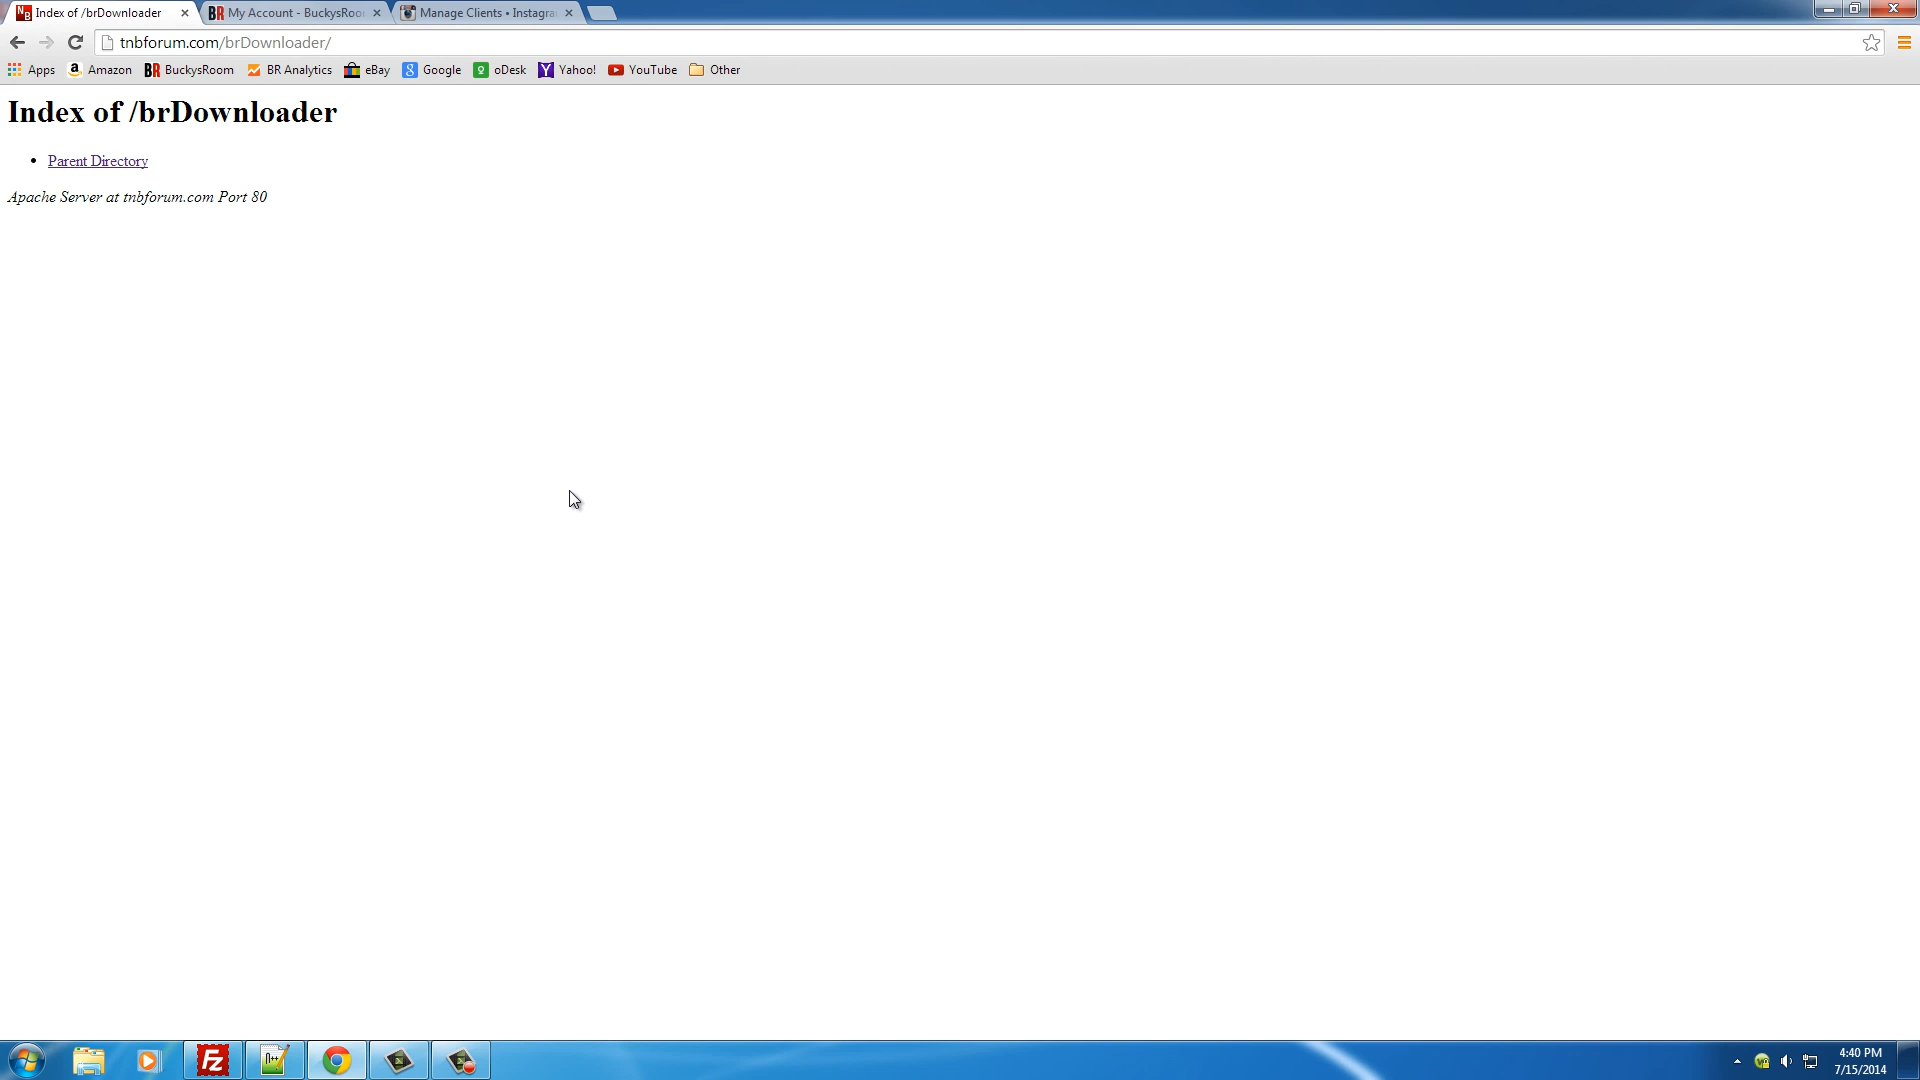 Index of /brDownloader
My Account - BuckysRoo
Manage Clients • Instagra
tnbforum.com/brDownloader/
Apps
Amazon
BR BuckysRoom
BR Analytics
eBay
Google
oDesk
Yahoo!
YouTube
Other
Index of /brDownloader
• Parent Directory
Apache Server at tnbforum.com Port 80
4:40 PM
7/15/2014